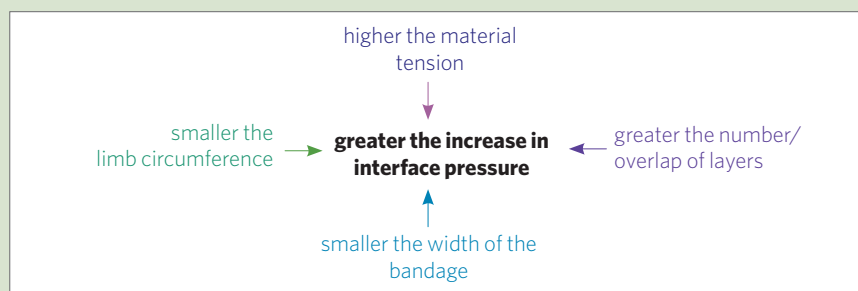 higher the material
tension
smaller the
limb circumference
greater the increase in
interface pressure
greater the number/
overlap of layers
smaller the width of the
bandage